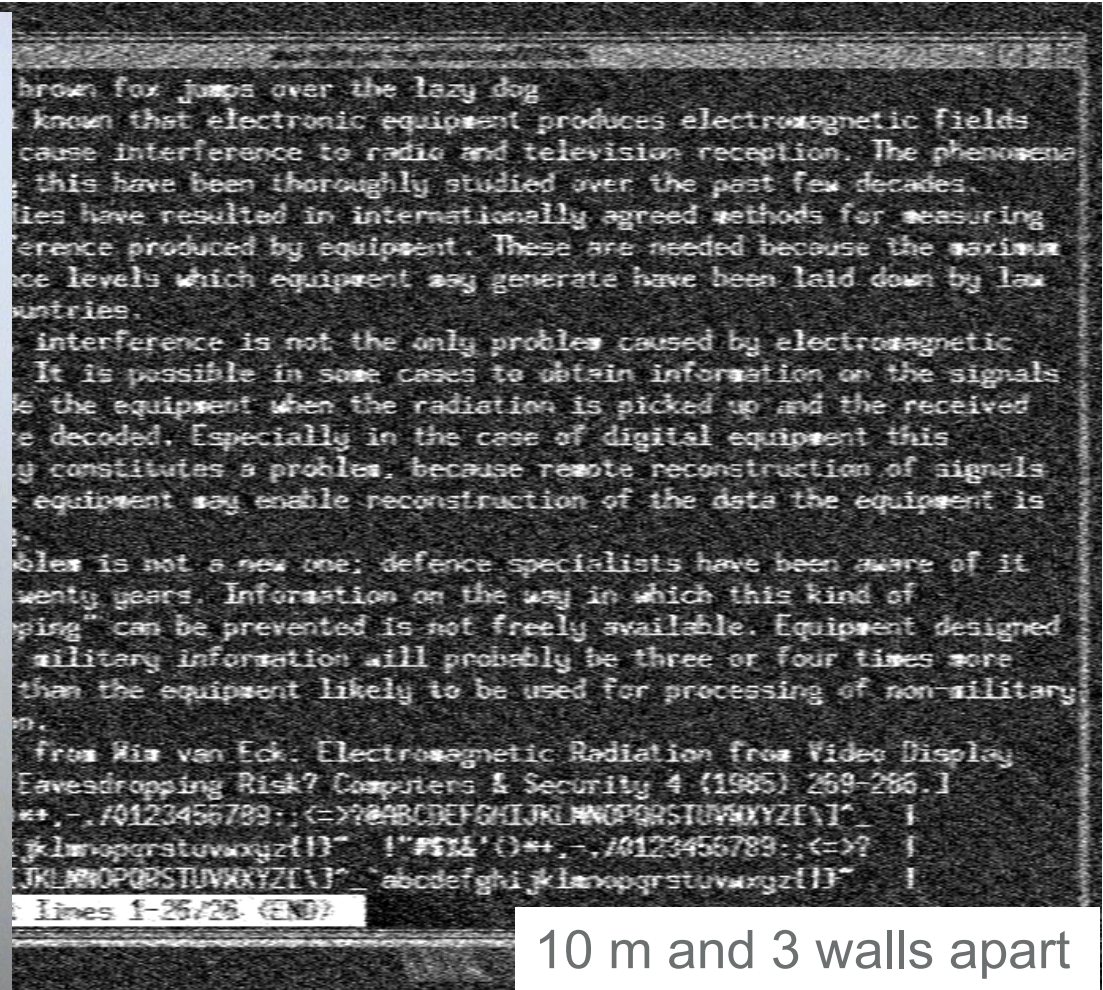 brown fox jumps over the lazy dog
known that electronic equipment produces electromagnetic fields
cause interference to radio and television reception. The phenomena
this have been thoroughly studied over the past few decades.
ies have resulted in internationally agreed methods for measuring
erence produced by equipment. These are needed because the maximum
ce levels which equipment may generate have been laid down by law
untries.
interference is not the only problem caused by electromagnetic
It is possible in some cases to obtain information on the signals
the equipment when the radiation is picked up and the received
e decoded. Especially in the case of digital equipment this
y constitutes a problem, because remote reconstruction of signals
equipment may enable reconstruction of the data the equipment is
blem is not a new one; defence specialists have been aware of it
wenty years. Information on the way in which this kind of
ping" can be prevented is not freely available. Equipment designed
military information will probably be three or four times more
than the equipment likely to be used for processing of non-military
on.
from Wim van Eck: Electromagnetic Radiation from Video Display
Eavesdropping Risk? Computers & Security 4 (1985) 269-286.]
*+,-./0123456789:;<=>?@ABCDEFGHIJKLMNOPQRSTUVWXYZ[\]^_ |
jklmnopqrstuvwxyz{|}~ !"#$%&'()*+,-./0123456789:;<=>? |
JKLMNOPQRSTUVWXYZ[\]^_`abcdefghijklmnopqrstuvwxyz{|}~ |
lines 1-26/26 (END)
10 m and 3 walls apart